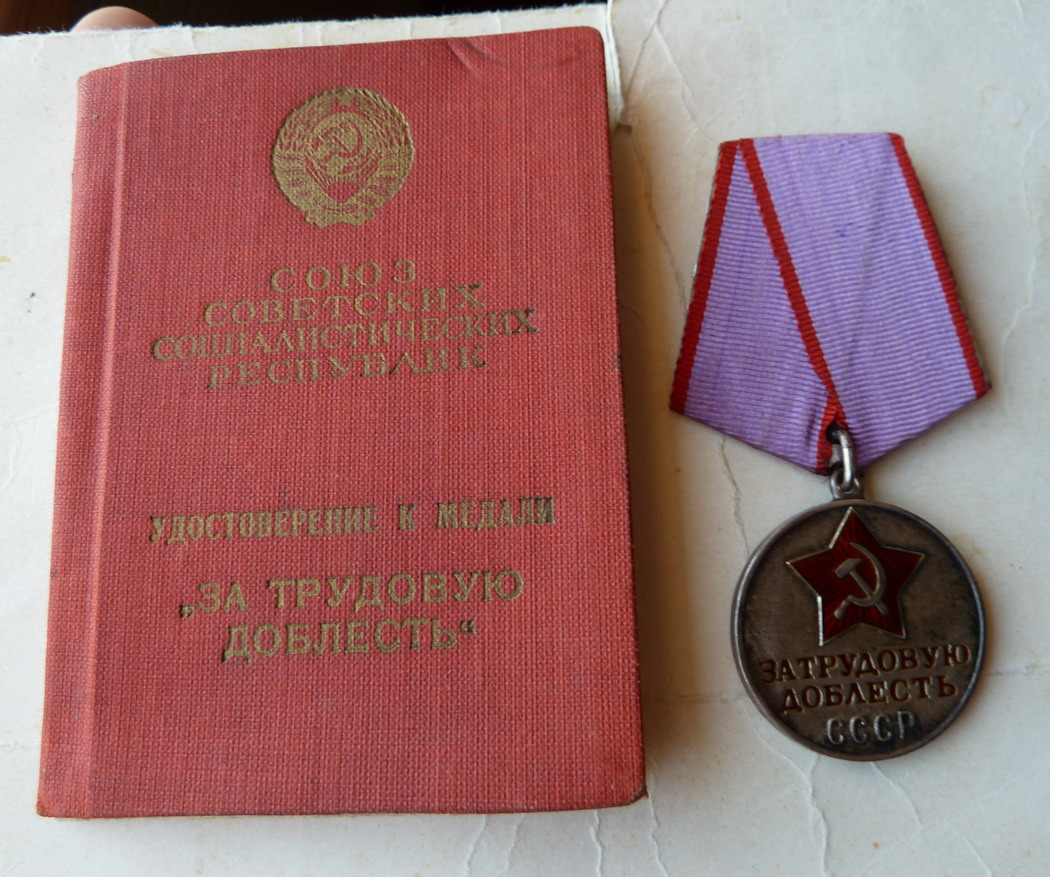 СОЮЗ
СОВЕТСКИХ
СОЦИАЛИСТИЧЕСКИХ
РЕСПУБЛИК
УДОСТОВЕРЕНИЕ К МЕДАЛИ
„ЗА ТРУДОВУЮ
ДОБЛЕСТЬ“
ЗА ТРУДОВУЮ
ДОБЛЕСТЬ
СССР